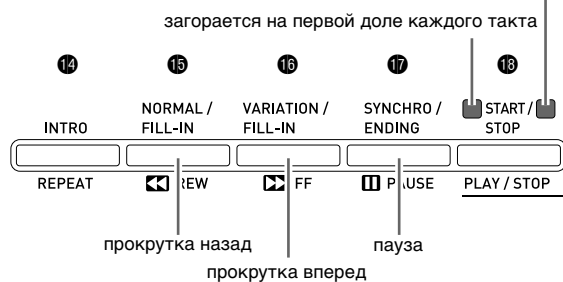 загорается на первой доле каждого такта
⓮ ⓯ ⓰ ⓱ ⓲
NORMAL / VARIATION / SYNCHRO / START /
INTRO FILL-IN FILL-IN ENDING STOP
REPEAT REW FF PAUSE PLAY / STOP
прокрутка назад пауза
прокрутка вперед